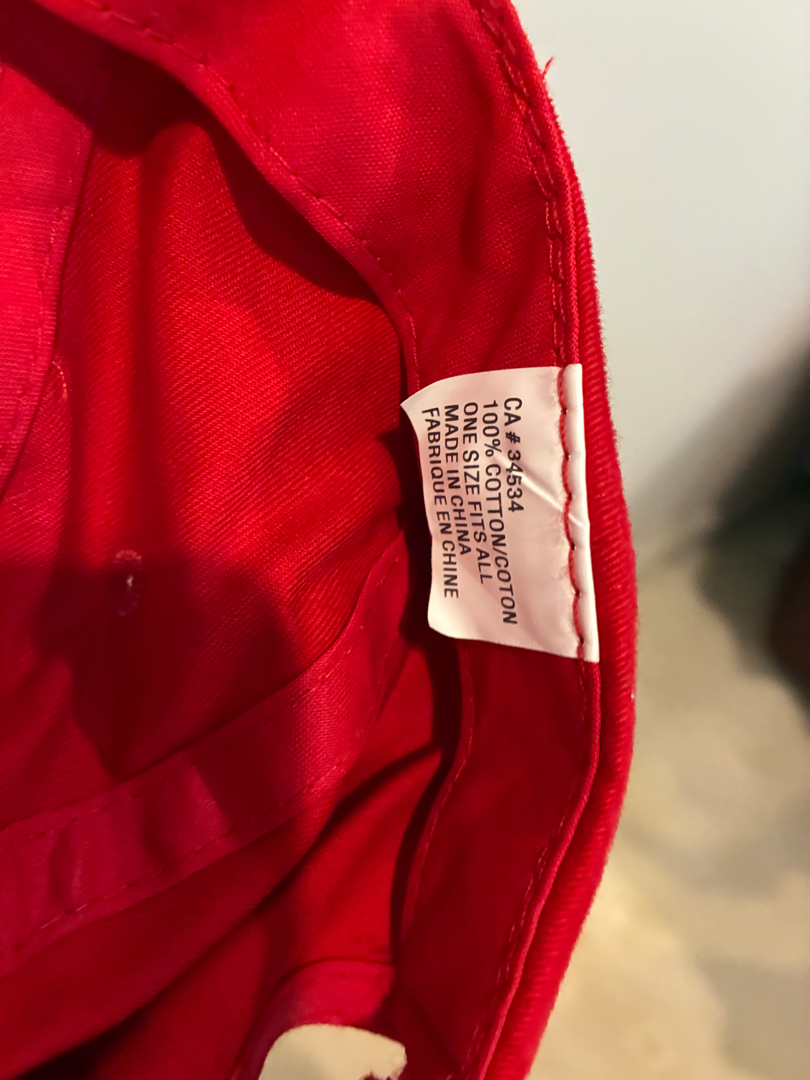 CA # 34534
100% COTTON/COTON
ONE SIZE FITS ALL
MADE IN CHINA
FABRIQUE EN CHINE